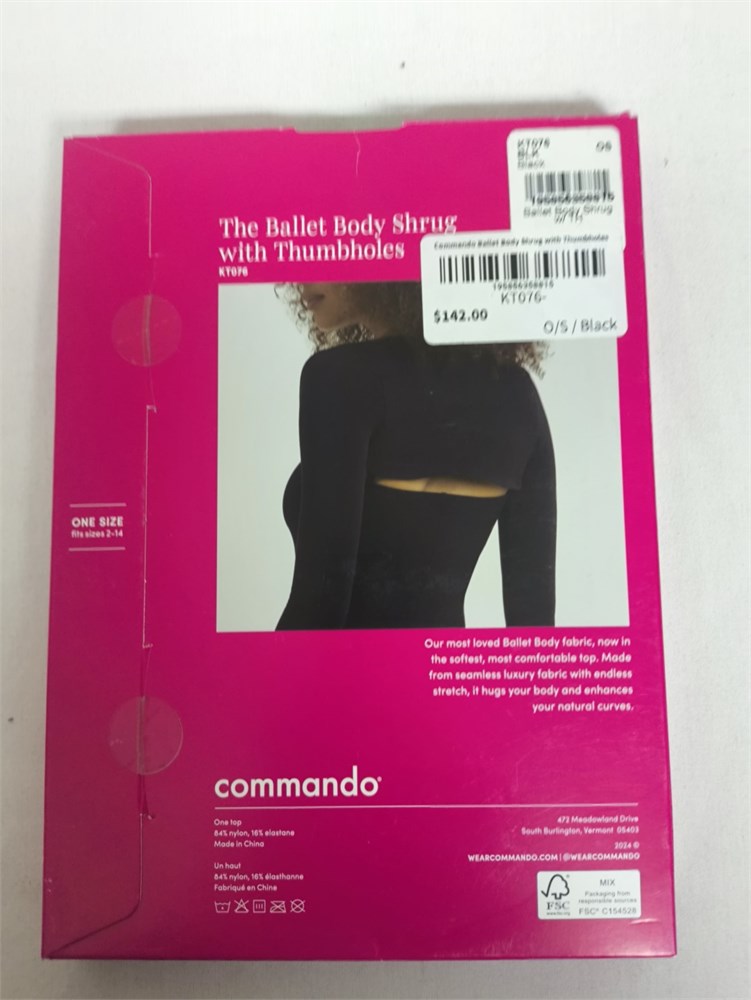 The Ballet Body Shrug
with Thumbholes
KT076
KT076 OS
BLK
Black
Ballet Body Shrug
W/TH
Commando Ballet Body Shrug with Thumbholes
KT076-
$142.00
O/S / Black
ONE SIZE
fits sizes 2-14
Our most loved Ballet Body fabric, now in
the softest, most comfortable top. Made
from seamless luxury fabric with endless
stretch, it hugs your body and enhances
your natural curves.
commando®
One top
84% nylon, 16% elastane
Made in China
Un haut
84% nylon, 16% élasthanne
Fabriqué en Chine
472 Meadowland Drive
South Burlington, Vermont 05403
2024 ©
WEARCOMMANDO.COM | @WEARCOMMANDO
FSC
www.fsc.org
MIX
Packaging from
responsible sources
FSC® C154528